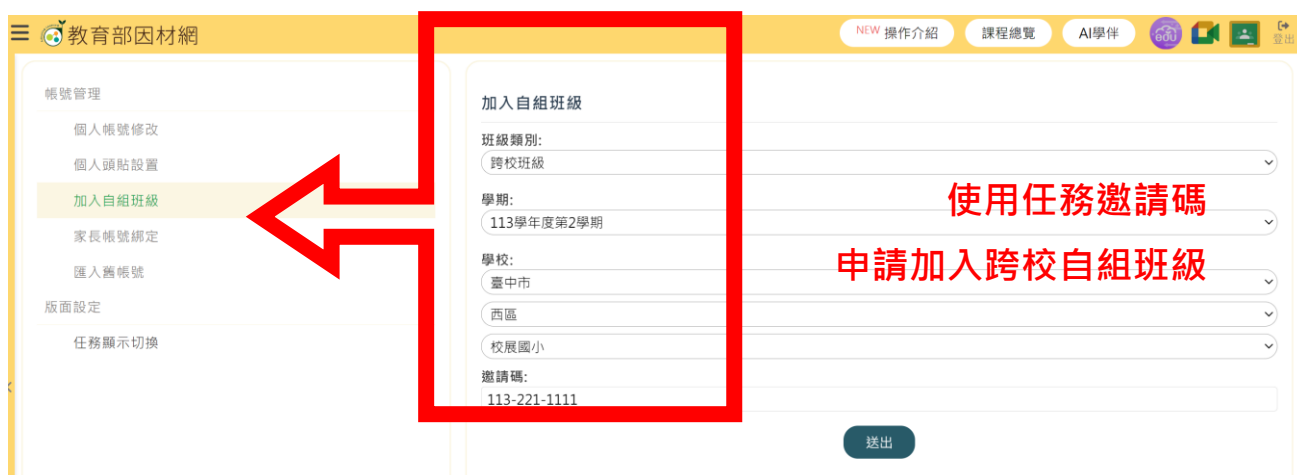 教育部因材網
NEW 操作介紹
課程總覽
AI學伴
登出
帳號管理
個人帳號修改
個人頭貼設置
加入自組班級
家長帳號綁定
匯入舊帳號
版面設定
任務顯示切換
加入自組班級
班級類別:
跨校班級
學期:
113學年度第2學期
學校:
臺中市
西區
校展國小
邀請碼:
113-221-1111
送出
使用任務邀請碼
申請加入跨校自組班級